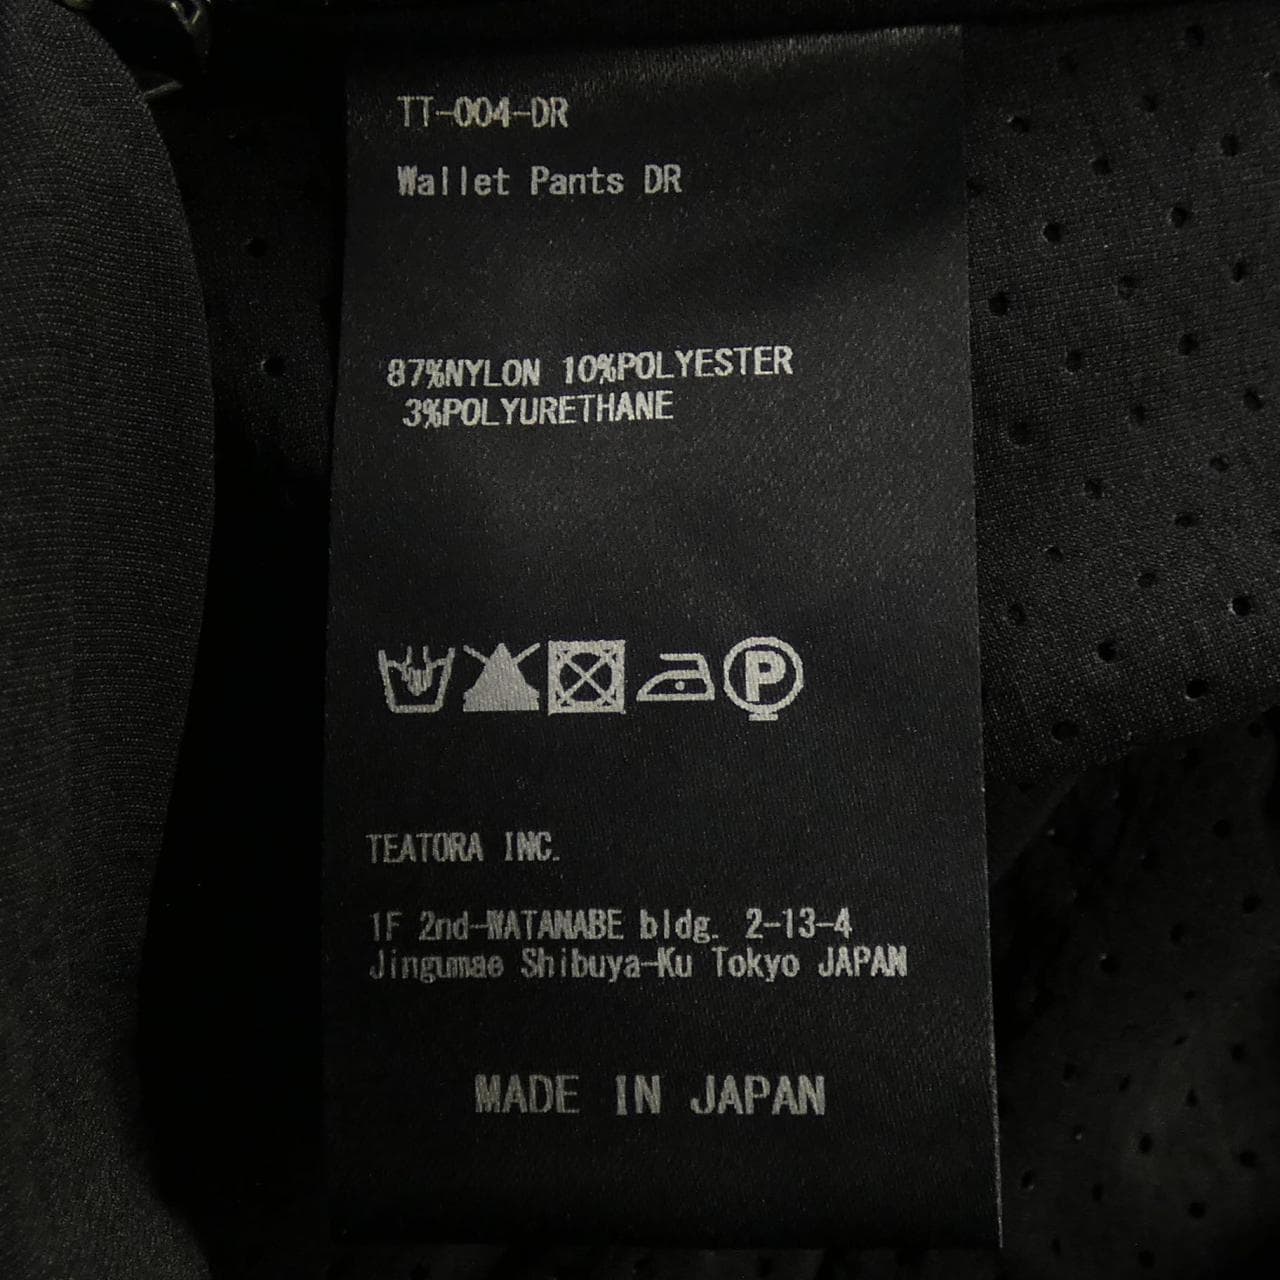 TT-004-DR
Wallet Pants DR
87%NYLON 10%POLYESTER
3%POLYURETHANE
P
TEATORA INC.
1F 2nd-WATANABE bldg. 2-13-4
Jingumae Shibuya-Ku Tokyo JAPAN
MADE IN JAPAN